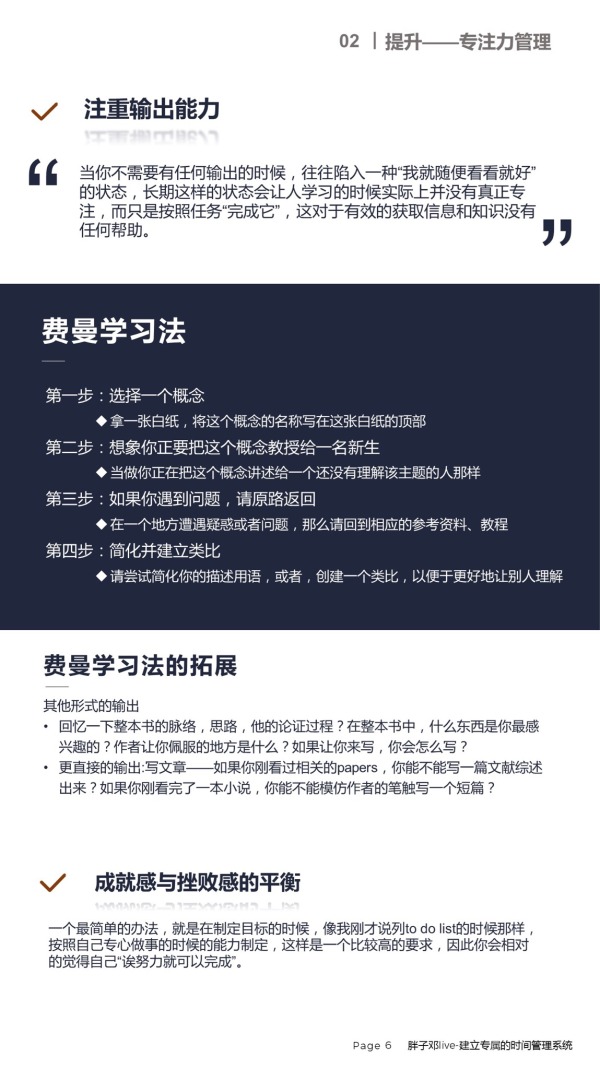 02 | 提升——专注力管理
注重输出能力
“
当你不需要有任何输出的时候，往往陷入一种“我就随便看看就好”
的状态，长期这样的状态会让人学习的时候实际上并没有真正专
注，而只是按照任务“完成它”，这对于有效的获取信息和知识没有
任何帮助。
”
费曼学习法
第一步：选择一个概念
◆拿一张白纸，将这个概念的名称写在这张白纸的顶部
第二步：想象你正要把这个概念教授给一名新生
◆当做你正在把这个概念讲述给一个还没有理解该主题的人那样
第三步：如果你遇到问题，请原路返回
◆在一个地方遭遇疑惑或者问题，那么请回到相应的参考资料、教程
第四步：简化并建立类比
◆请尝试简化你的描述用语，或者，创建一个类比，以便于更好地让别人理解
费曼学习法的拓展
其他形式的输出
• 回忆一下整本书的脉络，思路，他的论证过程？在整本书中，什么东西是你最感
兴趣的？作者让你佩服的地方是什么？如果让你来写，你会怎么写？
• 更直接的输出:写文章——如果你刚看过相关的papers，你能不能写一篇文献综述
出来？如果你刚看完了一本小说，你能不能模仿作者的笔触写一个短篇？
成就感与挫败感的平衡
一个最简单的办法，就是在制定目标的时候，像我刚才说列to do list的时候那样，
按照自己专心做事的时候的能力制定，这样是一个比较高的要求，因此你会相对
的觉得自己“诶努力就可以完成”。
Page 6 胖子邓live-建立专属的时间管理系统